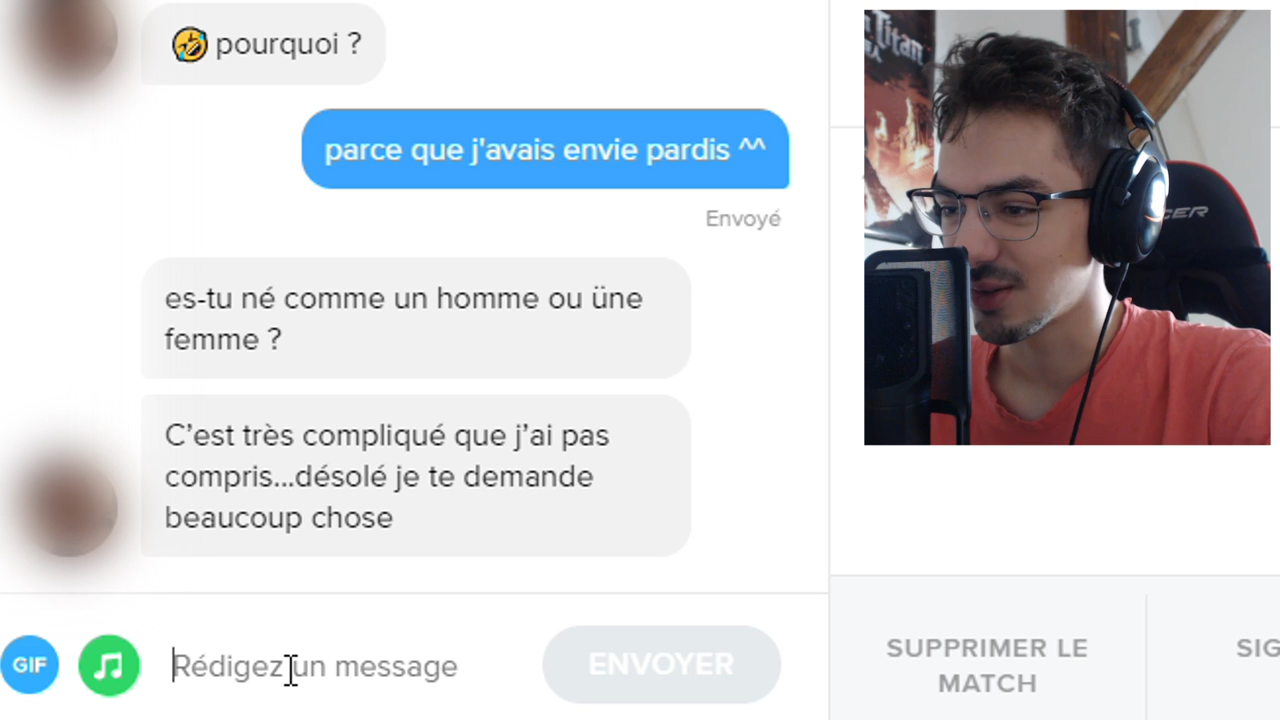 🤣 pourquoi ?
parce que j'avais envie pardis ^^
Envoyé
es-tu né comme un homme ou üne
femme ?
C’est très compliqué que j’ai pas
compris...désolé je te demande
beaucoup chose
GIF
Rédigez un message
ENVOYER
Titan
CER
SUPPRIMER LE
MATCH
SIG